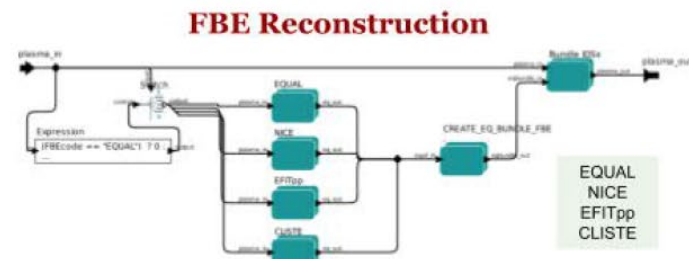 FBE Reconstruction
plasma_in
Bundle_IDSs
plasma_out
Switch
EQUAL
Expression
(FBEcode == "EQUAL") ? 0
...
NICE
CREATE_EQ_BUNDLE_FBE
EFITpp
CLISTE
EQUAL
NICE
EFITpp
CLISTE